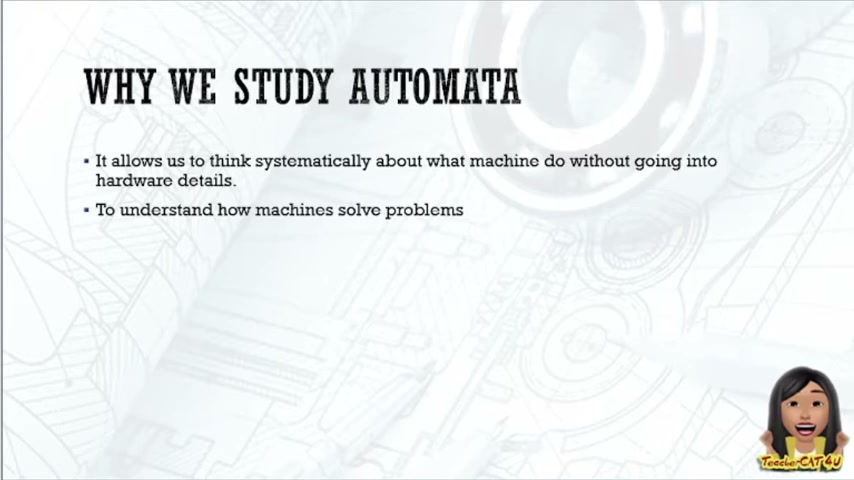 WHY WE STUDY AUTOMATA
▪ It allows us to think systematically about what machine do without going into
hardware details.
▪ To understand how machines solve problems
TeacherCAT4U